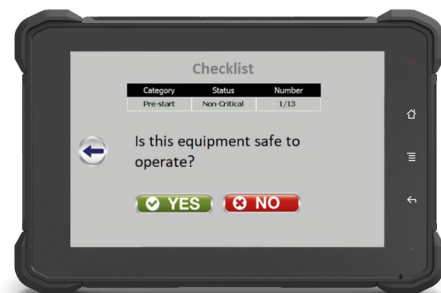 Checklist
Category Status Number
Pre-start Non-Critical 1/13
Is this equipment safe to
operate?
YES NO